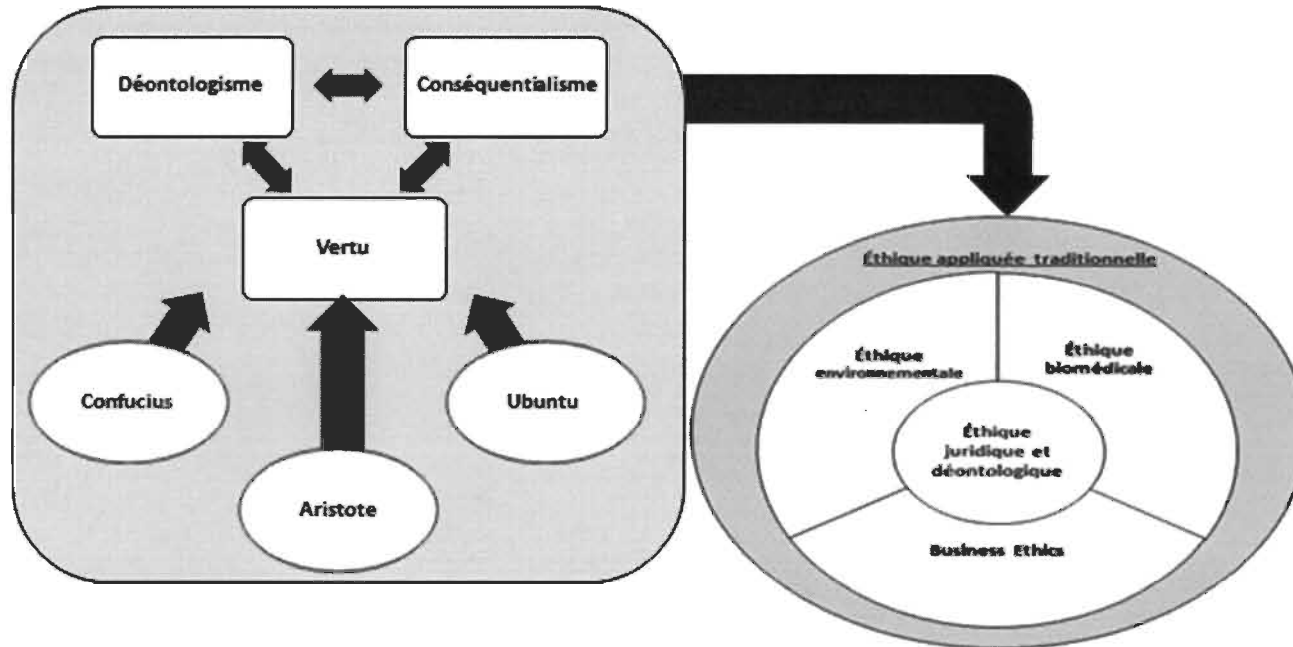 Déontologisme
Conséquentialisme
Vertu
Confucius
Ubuntu
Aristote
Éthique appliquée traditionnelle
Éthique
environnementale
Éthique
biomédicale
Éthique
juridique et
déontologique
Business Ethics